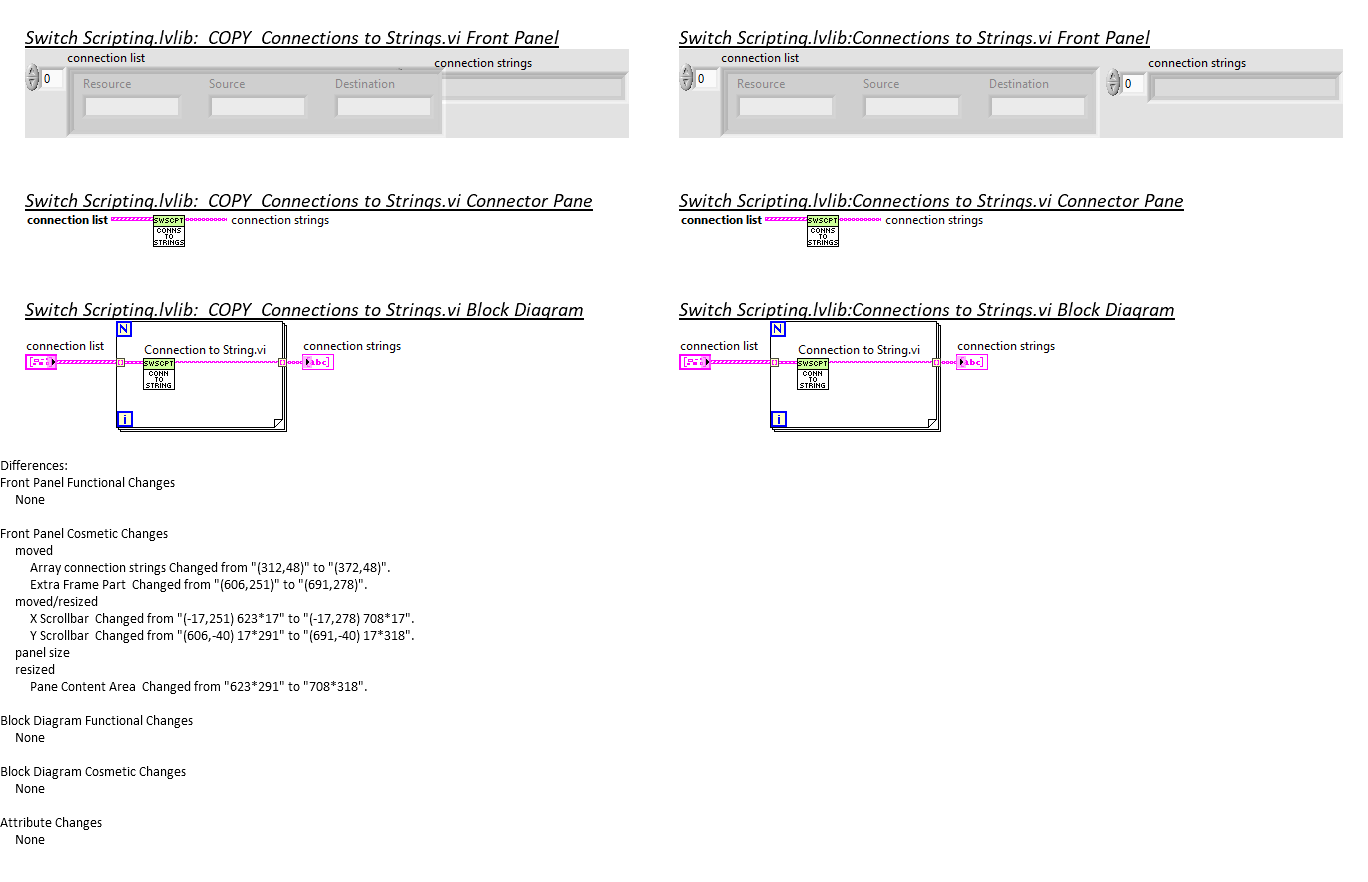 Switch Scripting.lvlib:  COPY  Connections to Strings.vi Front Panel
connection list
connection strings
0
Resource
Source
Destination
Switch Scripting.lvlib:Connections to Strings.vi Front Panel
connection list
connection strings
0
Resource
Source
Destination
0
Switch Scripting.lvlib:  COPY  Connections to Strings.vi Connector Pane
connection list
SWSCPT
CONNS
TO
STRINGS
connection strings
Switch Scripting.lvlib:Connections to Strings.vi Connector Pane
connection list
SWSCPT
CONNS
TO
STRINGS
connection strings
Switch Scripting.lvlib:  COPY  Connections to Strings.vi Block Diagram
N
connection list
Connection to String.vi
connection strings
SWSCPT
CONN
TO
STRING
abc
i
Switch Scripting.lvlib:Connections to Strings.vi Block Diagram
N
connection list
Connection to String.vi
connection strings
SWSCPT
CONN
TO
STRING
abc
i
Differences:
Front Panel Functional Changes
None
Front Panel Cosmetic Changes
moved
Array connection strings Changed from "(312,48)" to "(372,48)".
Extra Frame Part  Changed from "(606,251)" to "(691,278)".
moved/resized
X Scrollbar  Changed from "(-17,251) 623*17" to "(-17,278) 708*17".
Y Scrollbar  Changed from "(606,-40) 17*291" to "(691,-40) 17*318".
panel size
resized
Pane Content Area  Changed from "623*291" to "708*318".
Block Diagram Functional Changes
None
Block Diagram Cosmetic Changes
None
Attribute Changes
None